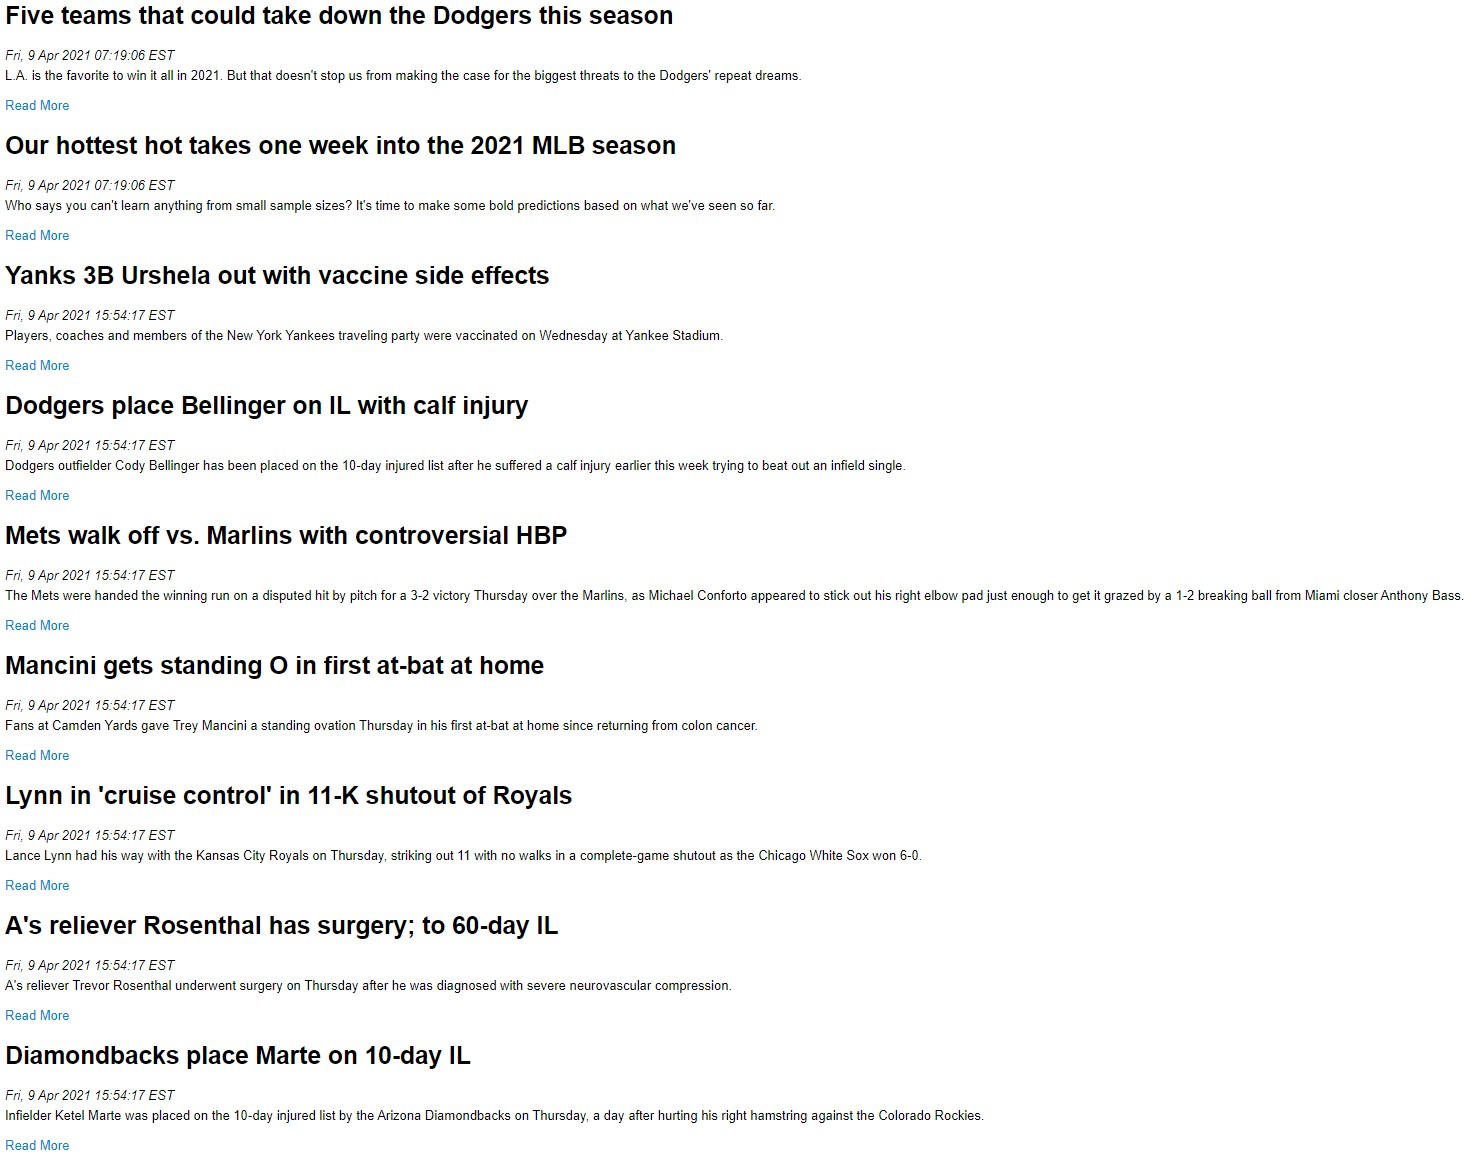 Five teams that could take down the Dodgers this season
Fri, 9 Apr 2021 07:19:06 EST
L.A. is the favorite to win it all in 2021. But that doesn't stop us from making the case for the biggest threats to the Dodgers' repeat dreams.
Read More
Our hottest hot takes one week into the 2021 MLB season
Fri, 9 Apr 2021 07:19:06 EST
Who says you can't learn anything from small sample sizes? It's time to make some bold predictions based on what we've seen so far.
Read More
Yanks 3B Urshela out with vaccine side effects
Fri, 9 Apr 2021 15:54:17 EST
Players, coaches and members of the New York Yankees traveling party were vaccinated on Wednesday at Yankee Stadium.
Read More
Dodgers place Bellinger on IL with calf injury
Fri, 9 Apr 2021 15:54:17 EST
Dodgers outfielder Cody Bellinger has been placed on the 10-day injured list after he suffered a calf injury earlier this week trying to beat out an infield single.
Read More
Mets walk off vs. Marlins with controversial HBP
Fri, 9 Apr 2021 15:54:17 EST
The Mets were handed the winning run on a disputed hit by pitch for a 3-2 victory Thursday over the Marlins, as Michael Conforto appeared to stick out his right elbow pad just enough to get it grazed by a 1-2 breaking ball from Miami closer Anthony Bass.
Read More
Mancini gets standing O in first at-bat at home
Fri, 9 Apr 2021 15:54:17 EST
Fans at Camden Yards gave Trey Mancini a standing ovation Thursday in his first at-bat at home since returning from colon cancer.
Read More
Lynn in 'cruise control' in 11-K shutout of Royals
Fri, 9 Apr 2021 15:54:17 EST
Lance Lynn had his way with the Kansas City Royals on Thursday, striking out 11 with no walks in a complete-game shutout as the Chicago White Sox won 6-0.
Read More
A's reliever Rosenthal has surgery; to 60-day IL
Fri, 9 Apr 2021 15:54:17 EST
A's reliever Trevor Rosenthal underwent surgery on Thursday after he was diagnosed with severe neurovascular compression.
Read More
Diamondbacks place Marte on 10-day IL
Fri, 9 Apr 2021 15:54:17 EST
Infielder Ketel Marte was placed on the 10-day injured list by the Arizona Diamondbacks on Thursday, a day after hurting his right hamstring against the Colorado Rockies.
Read More